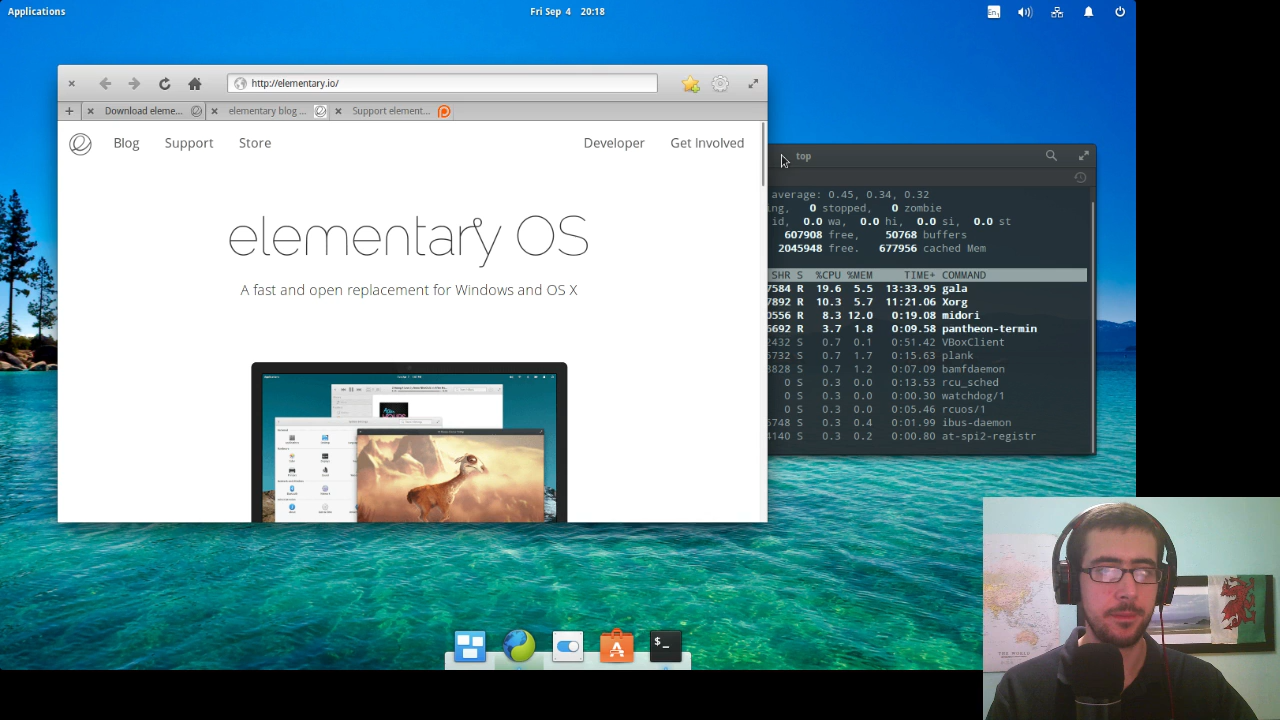 Applications
Fri Sep 4 20:18
En1
http://elementary.io/
Download eleme...
elementary blog ...
Support element...
Blog
Support
Store
Developer
Get Involved
elementary OS
A fast and open replacement for Windows and OS X
top
average: 0.45, 0.34, 0.32
ing, 0 stopped, 0 zombie
id, 0.0 wa, 0.0 hi, 0.0 si, 0.0 st
607908 free, 50768 buffers
2045948 free. 677956 cached Mem
SHR S %CPU %MEM TIME+ COMMAND
7584 R 19.6 5.5 13:33.95 gala
7892 R 10.3 5.7 11:21.06 Xorg
0556 R 8.3 12.0 0:19.08 midori
5692 R 3.7 1.8 0:09.58 pantheon-termin
2432 S 0.7 0.1 0:51.42 VBoxClient
5732 S 0.7 1.7 0:15.63 plank
3828 S 0.7 1.2 0:07.09 bamfdaemon
0 S 0.3 0.0 0:13.53 rcu_sched
0 S 0.3 0.0 0:00.30 watchdog/1
0 S 0.3 0.0 0:05.46 rcuos/1
5748 S 0.3 0.4 0:01.99 ibus-daemon
4140 S 0.3 0.2 0:00.80 at-spi2-registr
$_
THE WORLD